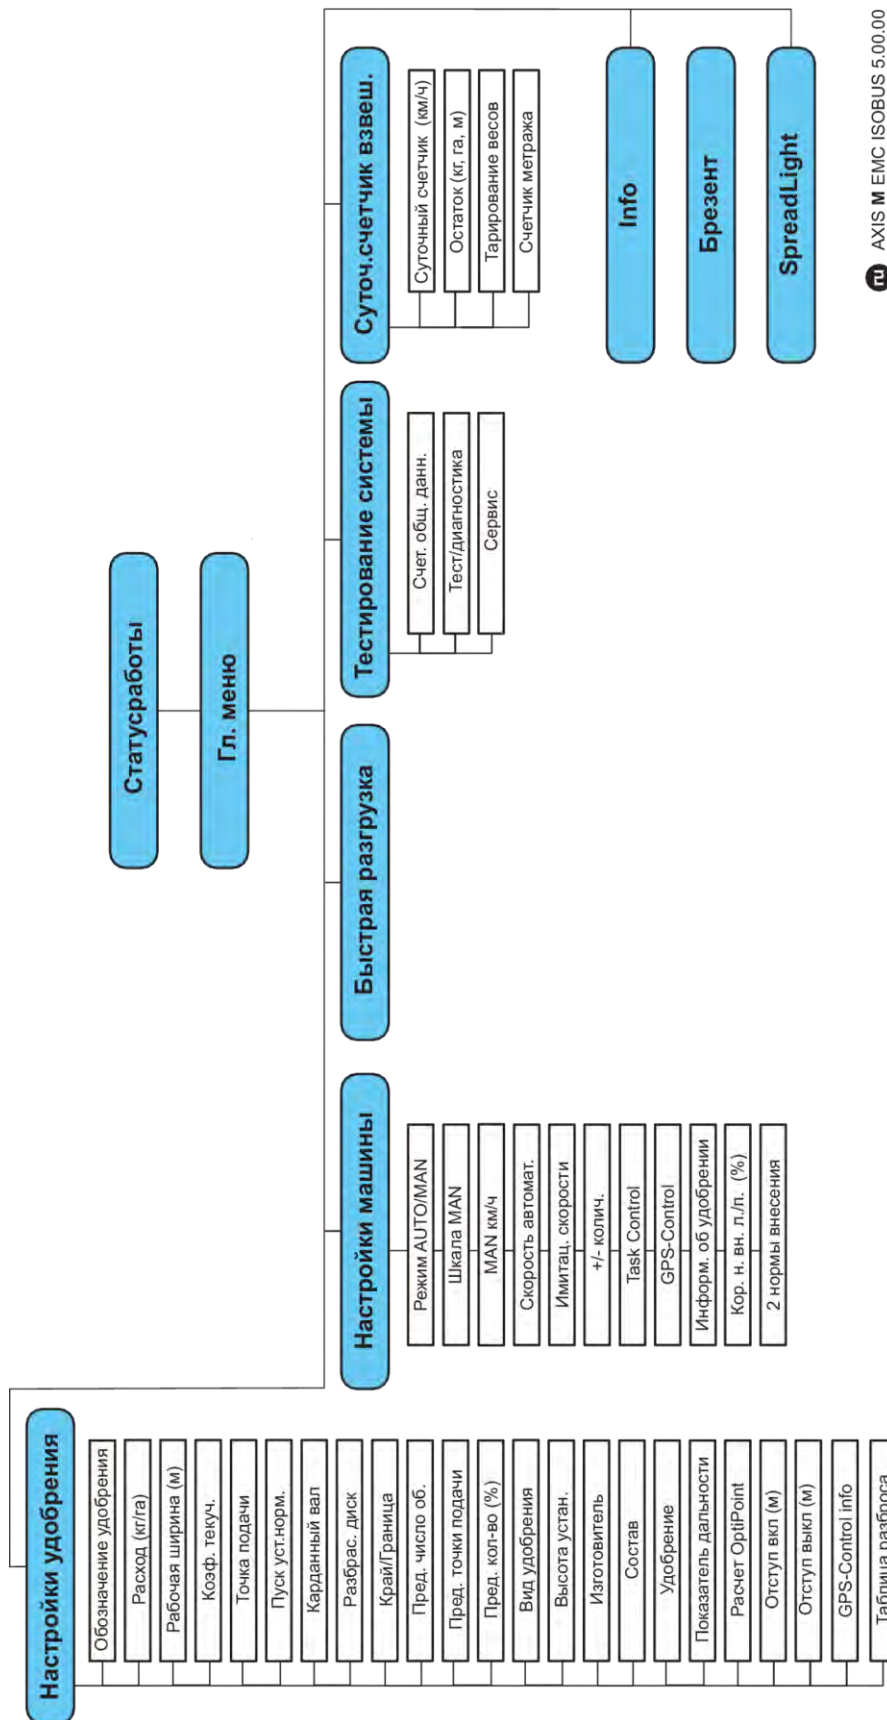 Статусработы
Гл. меню
Настройки удобрения
Обозначение удобрения
Расход (кг/га)
Рабочая ширина (м)
Коэф. текуч.
Точка подачи
Пуск уст.норм.
Карданный вал
Разбрас. диск
Край/Граница
Пред. число об.
Пред. точки подачи
Пред. кол-во (%)
Вид удобрения
Высота устан.
Изготовитель
Состав
Удобрение
Показатель дальности
Расчет OptiPoint
Отступ вкл (м)
Отступ выкл (м)
GPS-Control info
Таблица разброса
Настройки машины
Режим AUTO/MAN
Шкала MAN
MAN км/ч
Скорость автомат.
Имитац. скорости
+/- колич.
Task Control
GPS-Control
Информ. об удобрении
Кор. н. вн. л./п. (%)
2 нормы внесения
Быстрая разгрузка
Тестирование системы
Счет. общ. данн.
Тест/диагностика
Сервис
Суточ.счетчик взвеш.
Суточный счетчик (км/ч)
Остаток (кг, га, м)
Тарирование весов
Счетчик метража
Info
Брезент
SpreadLight
ru AXIS M EMC ISOBUS 5.00.00